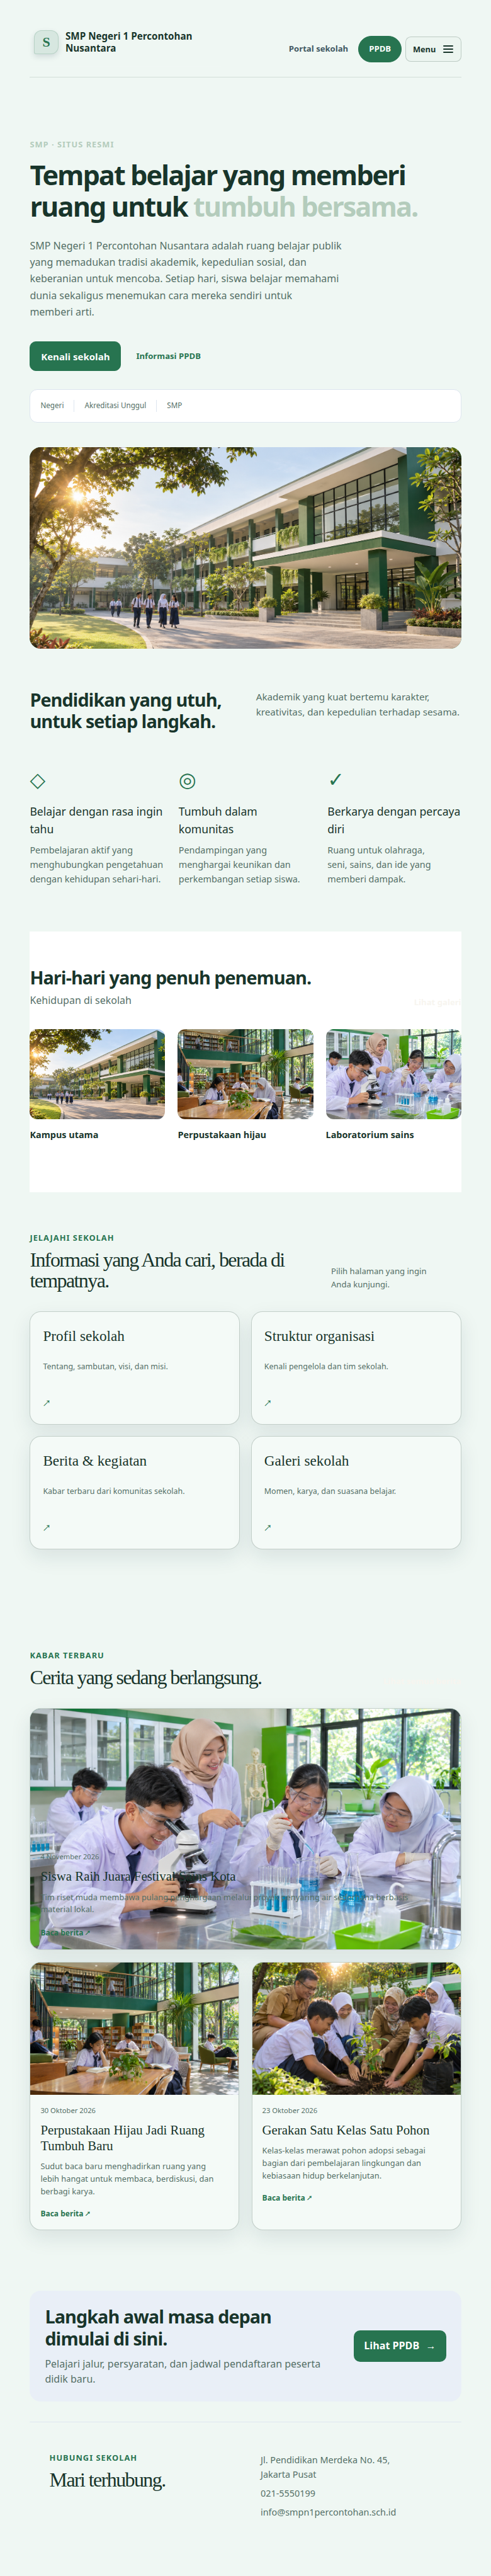 S
SMP Negeri 1 Percontohan
Nusantara
Portal sekolah
PPDB
Menu
SMP · SITUS RESMI
Tempat belajar yang memberi
ruang untuk tumbuh bersama.
SMP Negeri 1 Percontohan Nusantara adalah ruang belajar publik
yang memadukan tradisi akademik, kepedulian sosial, dan
keberanian untuk mencoba. Setiap hari, siswa belajar memahami
dunia sekaligus menemukan cara mereka sendiri untuk
memberi arti.
Kenali sekolah
Informasi PPDB
Negeri
Akreditasi Unggul
SMP
Pendidikan yang utuh,
untuk setiap langkah.
Akademik yang kuat bertemu karakter,
kreativitas, dan kepedulian terhadap sesama.
Belajar dengan rasa ingin
tahu
Pembelajaran aktif yang
menghubungkan pengetahuan
dengan kehidupan sehari-hari.
Tumbuh dalam
komunitas
Pendampingan yang
menghargai keunikan dan
perkembangan setiap siswa.
Berkarya dengan percaya
diri
Ruang untuk olahraga,
seni, sains, dan ide yang
memberi dampak.
Hari-hari yang penuh penemuan.
Kehidupan di sekolah
Lihat galeri
Kampus utama
Perpustakaan hijau
Laboratorium sains
JELAJAHI SEKOLAH
Informasi yang Anda cari, berada di
tempatnya.
Pilih halaman yang ingin
Anda kunjungi.
Profil sekolah
Tentang, sambutan, visi, dan misi.
↗
Struktur organisasi
Kenali pengelola dan tim sekolah.
↗
Berita & kegiatan
Kabar terbaru dari komunitas sekolah.
↗
Galeri sekolah
Momen, karya, dan suasana belajar.
↗
KABAR TERBARU
Cerita yang sedang berlangsung.
November 2026
Siswa Raih Juara Festival Sains Kota
Tim riset muda membawa pulang penghargaan melalui
material lokal.
Baca berita ↗
30 Oktober 2026
Perpustakaan Hijau Jadi Ruang
Tumbuh Baru
Sudut baca baru menghadirkan ruang yang
lebih hangat untuk membaca, berdiskusi, dan
berbagi karya.
Baca berita ↗
23 Oktober 2026
Gerakan Satu Kelas Satu Pohon
Kelas-kelas merawat pohon adopsi sebagai
bagian dari pembelajaran lingkungan dan
kebiasaan hidup berkelanjutan.
Baca berita ↗
Langkah awal masa depan
dimulai di sini.
Pelajari jalur, persyaratan, dan jadwal pendaftaran peserta
didik baru.
Lihat PPDB →
HUBUNGI SEKOLAH
Mari terhubung.
Jl. Pendidikan Merdeka No. 45,
Jakarta Pusat
021-5550199
info@smpn1percontohan.sch.id